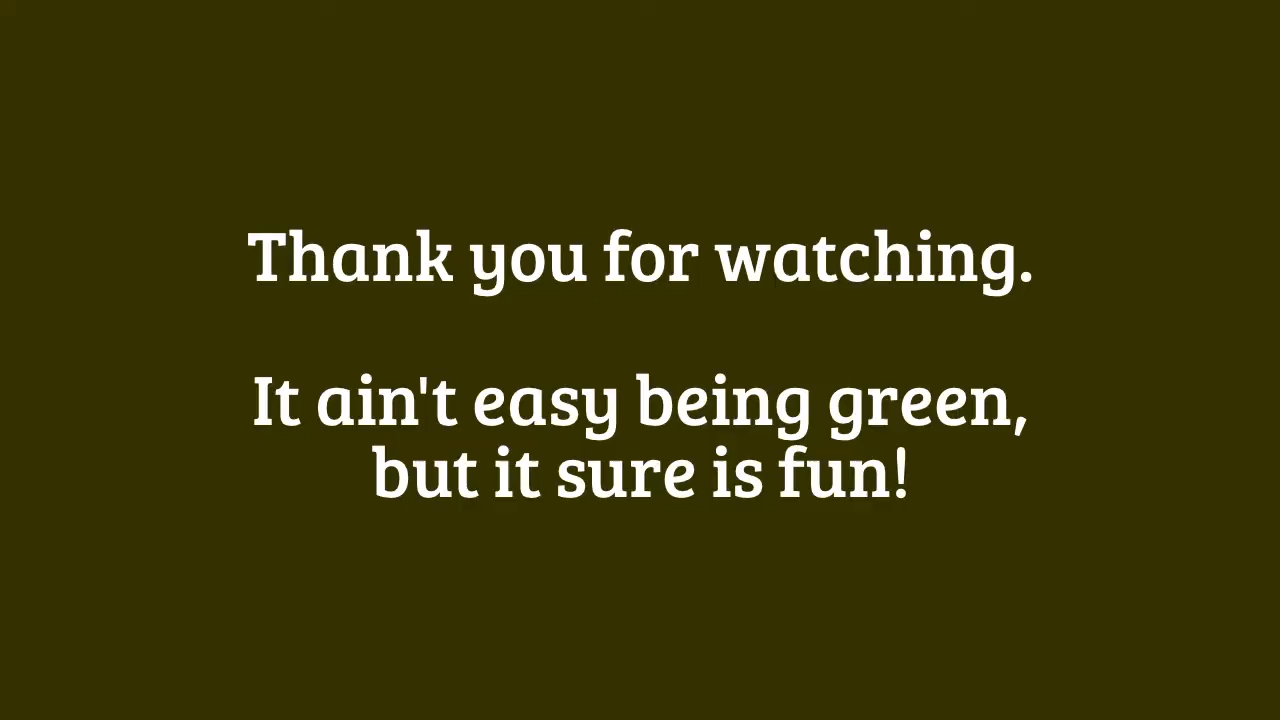 Thank you for watching.
It ain't easy being green,
but it sure is fun!